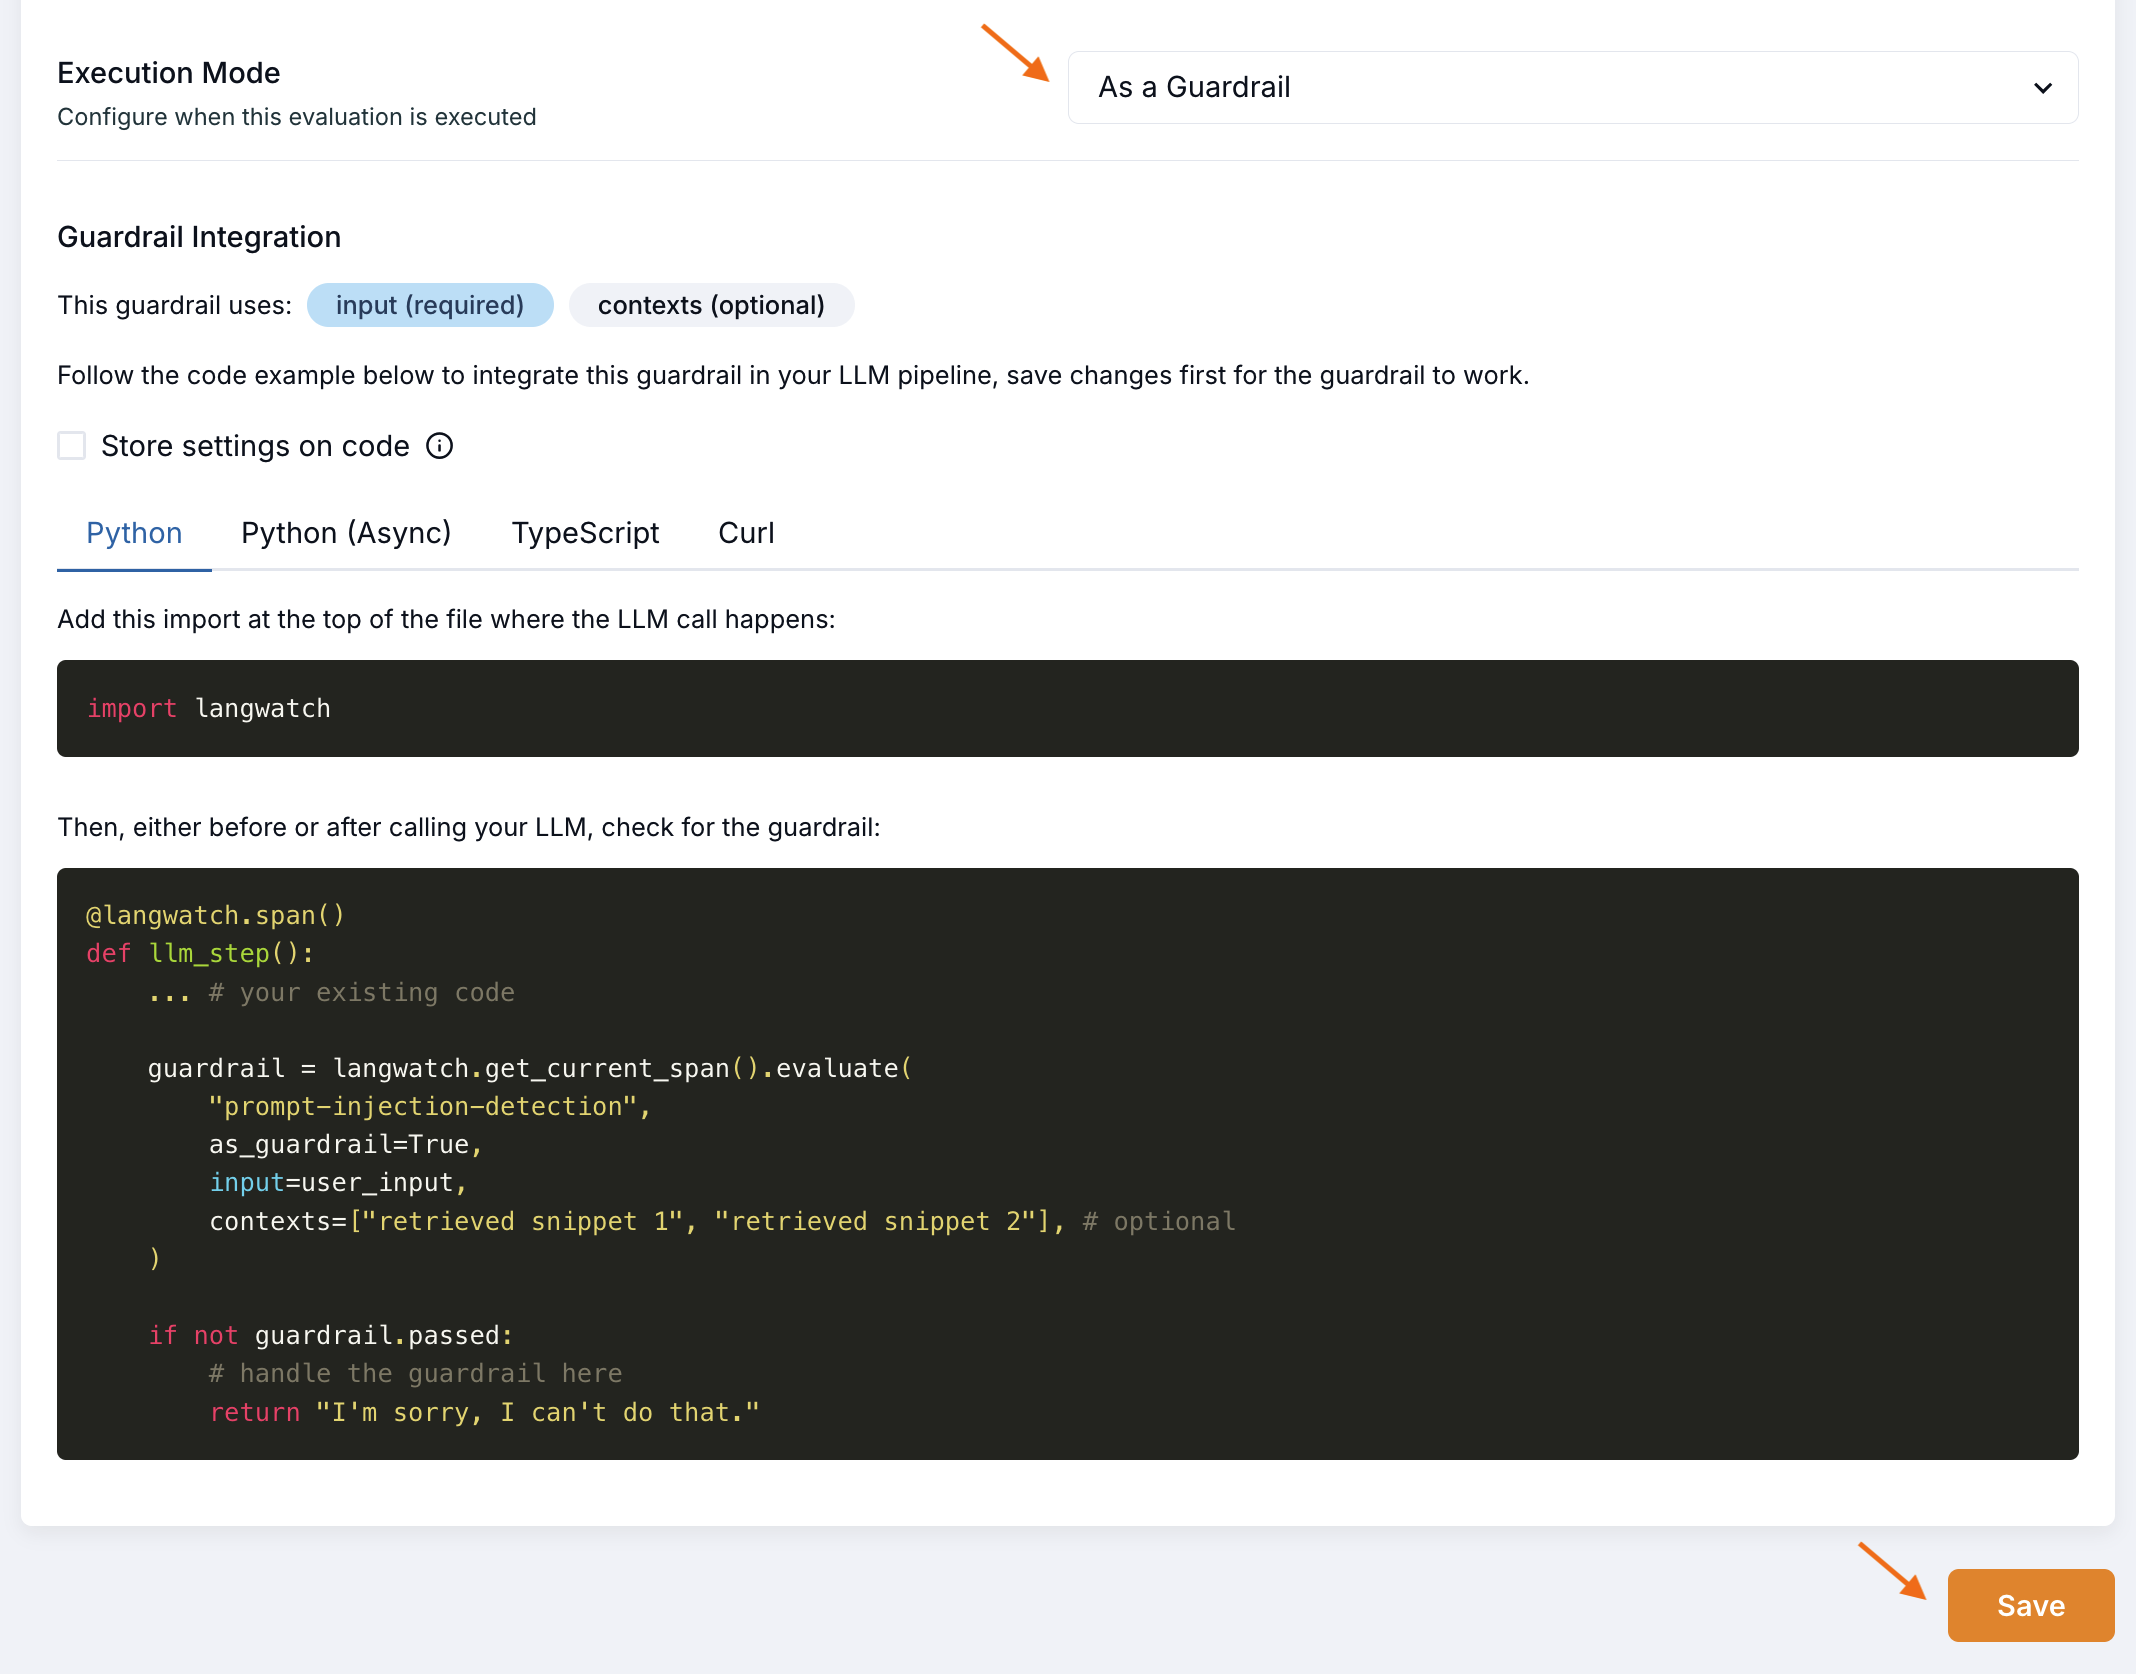 Execution Mode
Configure when this evaluation is executed
As a Guardrail
Guardrail Integration
This guardrail uses: input (required) contexts (optional)
Follow the code example below to integrate this guardrail in your LLM pipeline, save changes first for the guardrail to work.
Store settings on code
Python Python (Async) TypeScript Curl
Add this import at the top of the file where the LLM call happens:
import langwatch
Then, either before or after calling your LLM, check for the guardrail:
@langwatch.span()
def llm_step():
    ... # your existing code
    guardrail = langwatch.get_current_span().evaluate(
        "prompt-injection-detection",
        as_guardrail=True,
        input=user_input,
        contexts=["retrieved snippet 1", "retrieved snippet 2"], # optional
    )
    if not guardrail.passed:
        # handle the guardrail here
        return "I'm sorry, I can't do that."
Save